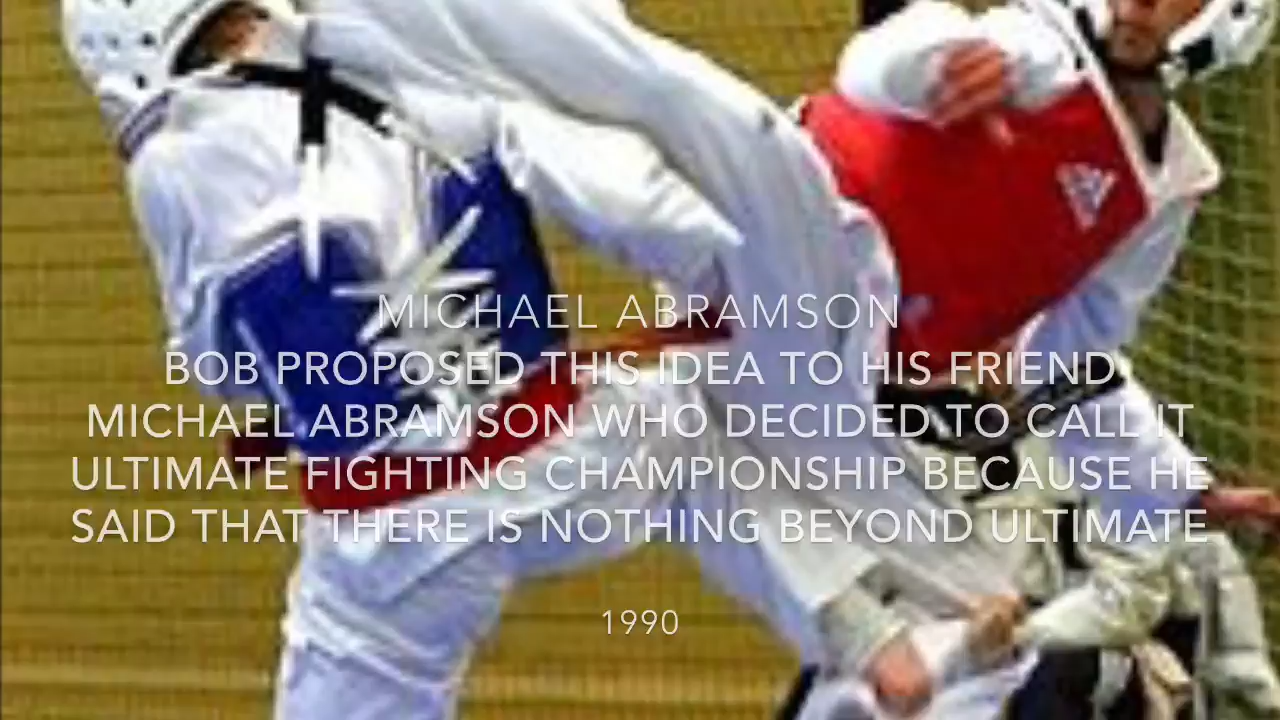 MICHAEL ABRAMSON
BOB PROPOSED THIS IDEA TO HIS FRIEND
MICHAEL ABRAMSON WHO DECIDED TO CALL IT
ULTIMATE FIGHTING CHAMPIONSHIP BECAUSE HE
SAID THAT THERE IS NOTHING BEYOND ULTIMATE
1990